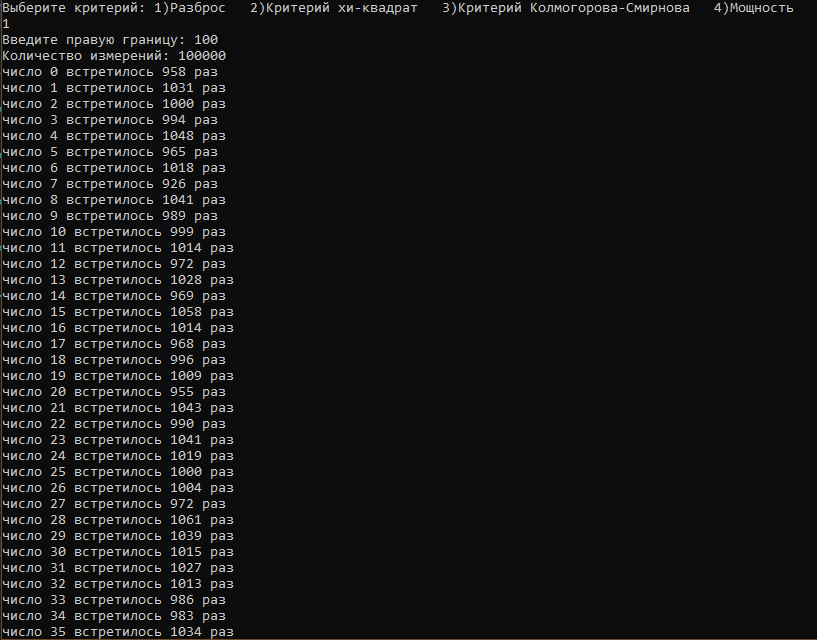 Выберите критерий: 1)Разброс   2)Критерий хи-квадрат   3)Критерий Колмогорова-Смирнова   4)Мощность
1
Введите правую границу: 100
Количество измерений: 100000
число 0 встретилось 958 раз
число 1 встретилось 1031 раз
число 2 встретилось 1000 раз
число 3 встретилось 994 раз
число 4 встретилось 1048 раз
число 5 встретилось 965 раз
число 6 встретилось 1018 раз
число 7 встретилось 926 раз
число 8 встретилось 1041 раз
число 9 встретилось 989 раз
число 10 встретилось 999 раз
число 11 встретилось 1014 раз
число 12 встретилось 972 раз
число 13 встретилось 1028 раз
число 14 встретилось 969 раз
число 15 встретилось 1058 раз
число 16 встретилось 1014 раз
число 17 встретилось 968 раз
число 18 встретилось 996 раз
число 19 встретилось 1009 раз
число 20 встретилось 955 раз
число 21 встретилось 1043 раз
число 22 встретилось 990 раз
число 23 встретилось 1041 раз
число 24 встретилось 1019 раз
число 25 встретилось 1000 раз
число 26 встретилось 1004 раз
число 27 встретилось 972 раз
число 28 встретилось 1061 раз
число 29 встретилось 1039 раз
число 30 встретилось 1015 раз
число 31 встретилось 1027 раз
число 32 встретилось 1013 раз
число 33 встретилось 986 раз
число 34 встретилось 983 раз
число 35 встретилось 1034 раз